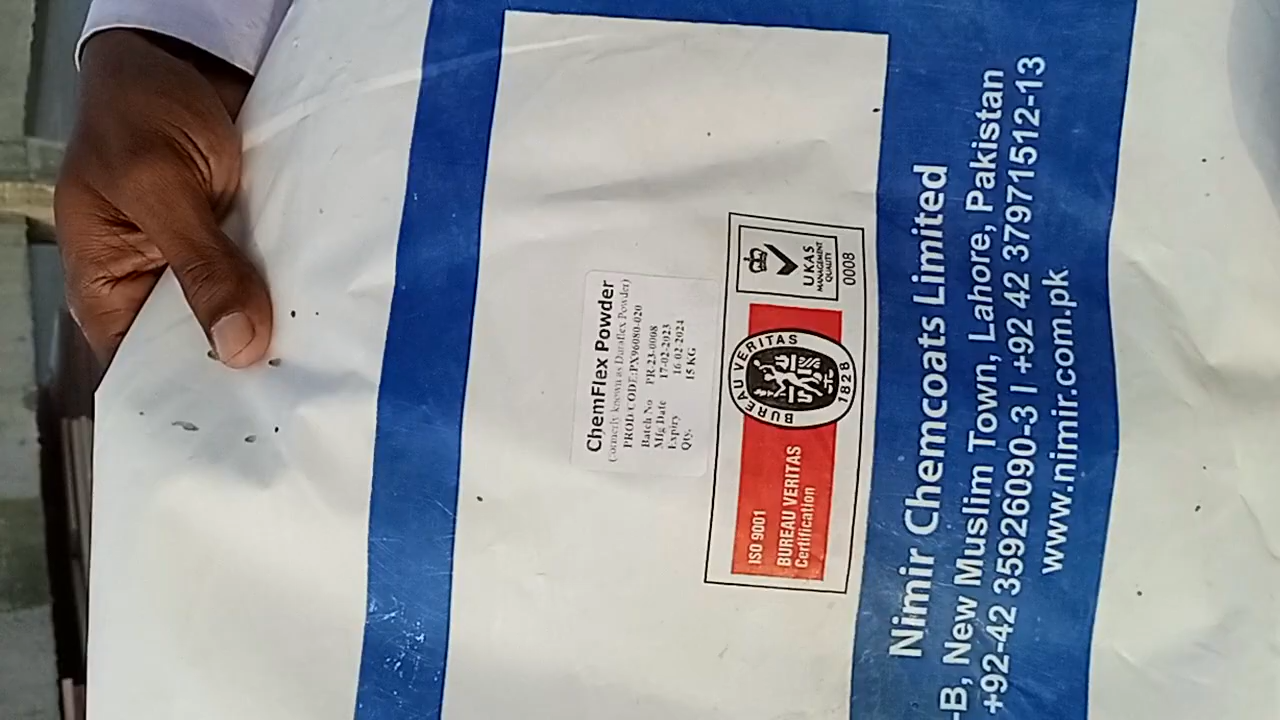 ChemFlex Powder
(Formerly known as Duraflex Powder)
PROD/CODE:PX96080-020
Batch No PR-23-0008
Mfg Date 17-02-2023
Expiry 16-02-2024
Qty. 15 KG
ISO 9001
BUREAU VERITAS
Certification
BUREAU VERITAS
1828
UKAS
MANAGEMENT
QUALITY
0008
Nimir Chemcoats Limited
-B, New Muslim Town, Lahore, Pakistan
+92-42 35926090-3 | +92 42 37971512-13
www.nimir.com.pk